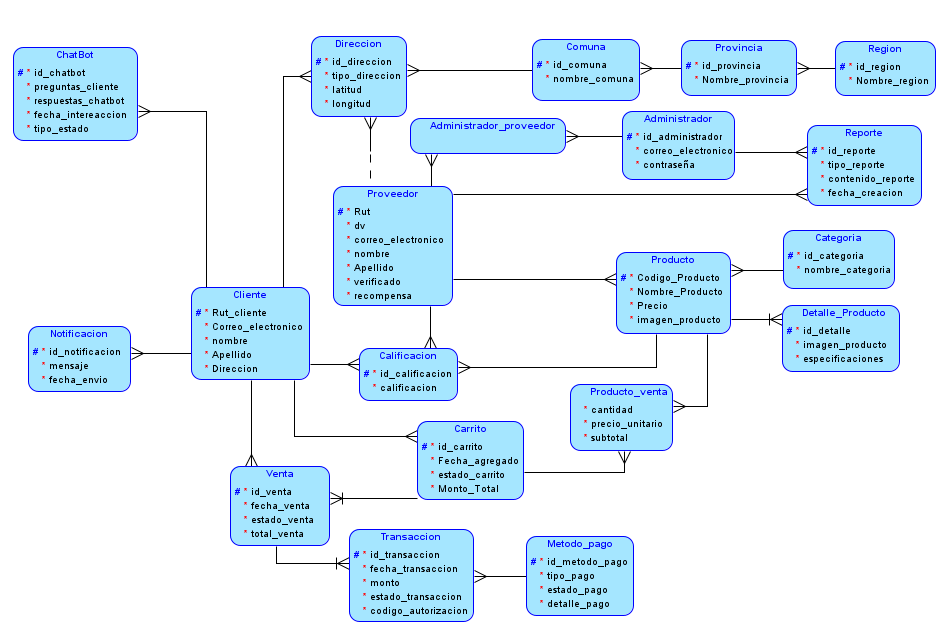 ChatBot
# * id_chatbot
* preguntas_cliente
* respuestas_chatbot
* fecha_intereaccion
* tipo_estado
Direccion
# * id_direccion
* tipo_direccion
* latitud
* longitud
Comuna
# * id_comuna
* nombre_comuna
Provincia
# * id_provincia
* Nombre_provincia
Region
# * id_region
* Nombre_region
Administrador_proveedor
Administrador
# * id_administrador
* correo_electronico
* contraseña
Reporte
# * id_reporte
* tipo_reporte
* contenido_reporte
* fecha_creacion
Proveedor
# * Rut
* dv
* correo_electronico
* nombre
* Apellido
* verificado
* recompensa
Producto
# * Codigo_Producto
* Nombre_Producto
* Precio
* imagen_producto
Categoria
# * id_categoria
* nombre_categoria
Detalle_Producto
# * id_detalle
* imagen_producto
* especificaciones
Cliente
# * Rut_cliente
* Correo_electronico
* nombre
* Apellido
* Direccion
Notificacion
# * id_notificacion
* mensaje
* fecha_envio
Calificacion
# * id_calificacion
* calificacion
Producto_venta
* cantidad
* precio_unitario
* subtotal
Carrito
# * id_carrito
* Fecha_agregado
* estado_carrito
* Monto_Total
Venta
# * id_venta
* fecha_venta
* estado_venta
* total_venta
Transaccion
# * id_transaccion
* fecha_transaccion
* monto
* estado_transaccion
* codigo_autorizacion
Metodo_pago
# * id_metodo_pago
* tipo_pago
* estado_pago
* detalle_pago